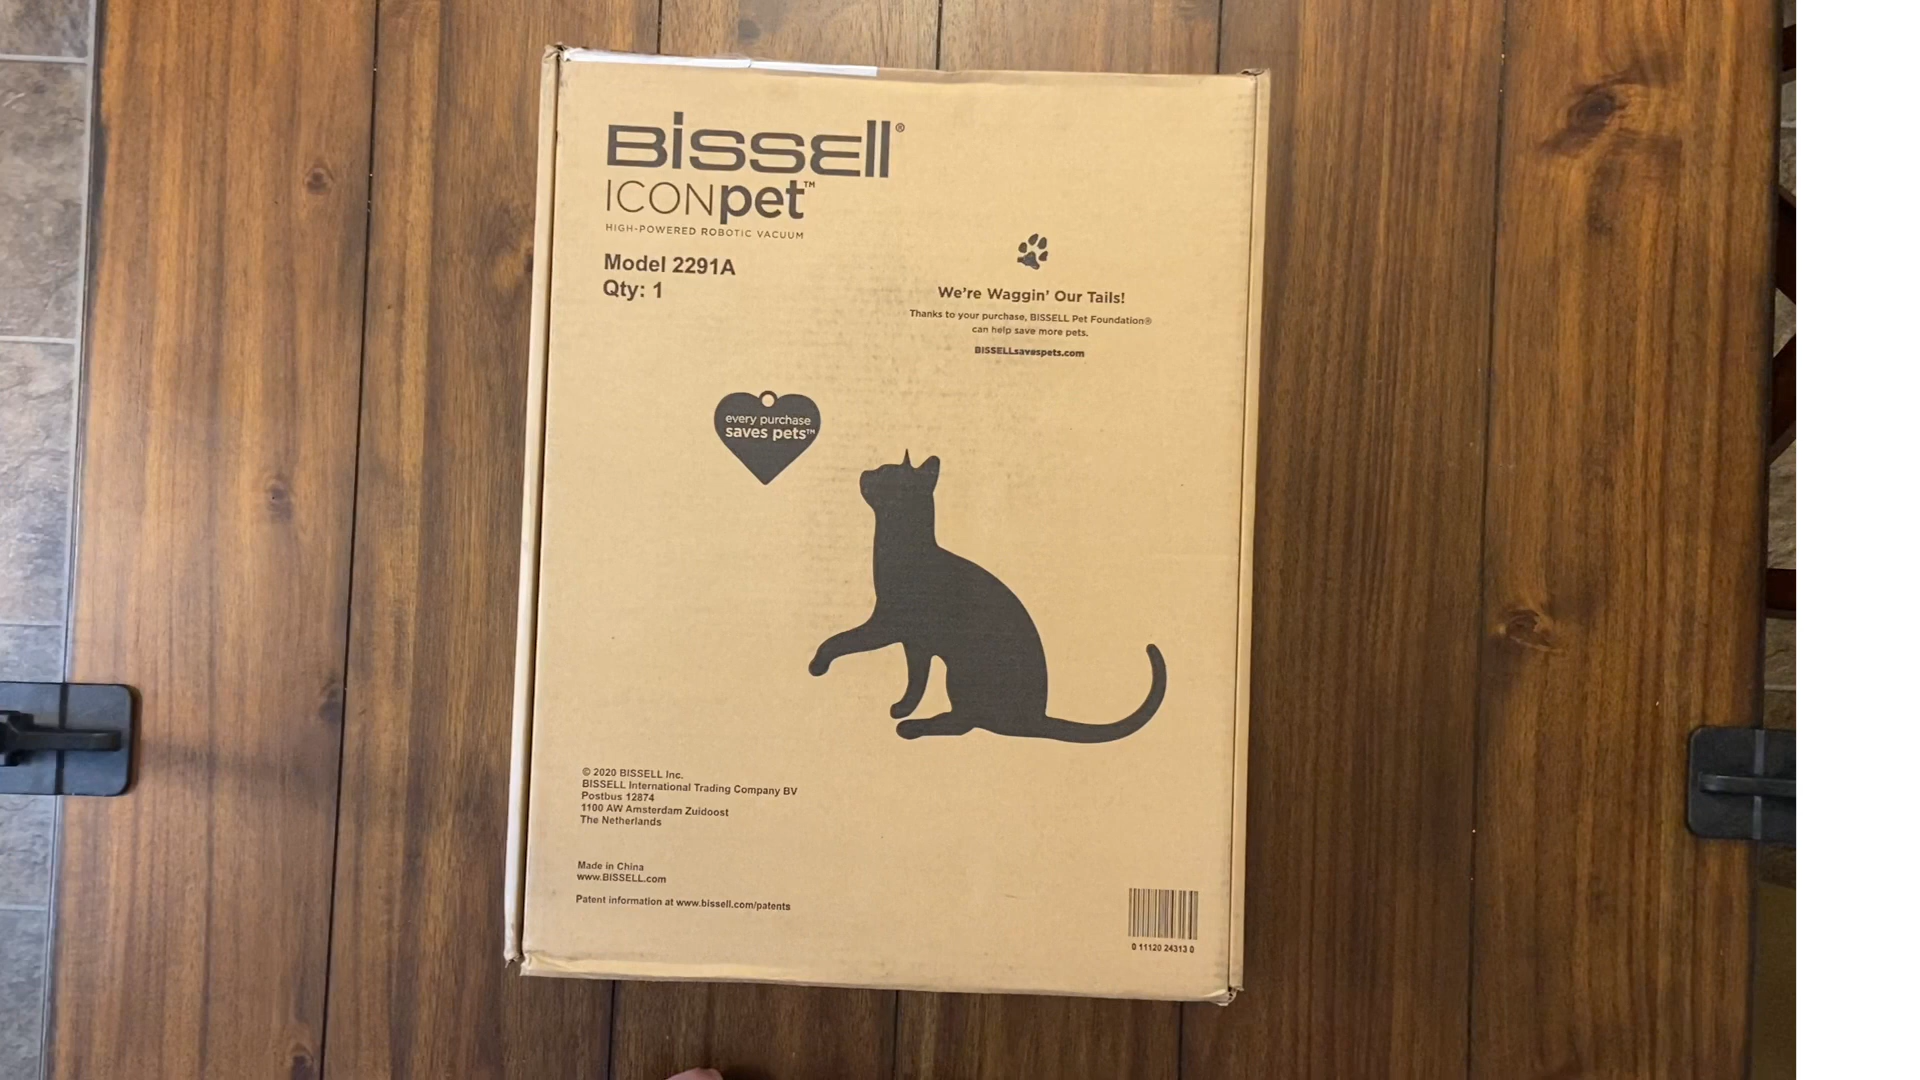 BISSELL®
ICONpet™
HIGH-POWERED ROBOTIC VACUUM
Model 2291A
Qty: 1
We're Waggin' Our Tails!
Thanks to your purchase, BISSELL Pet Foundation®
can help save more pets.
BISSELLsavespets.com
every purchase
saves pets™
© 2020 BISSELL Inc.
BISSELL International Trading Company BV
Postbus 12874
1100 AW Amsterdam Zuidoost
The Netherlands
Made in China
www.BISSELL.com
Patent information at www.bissell.com/patents
0 11120 24313 0